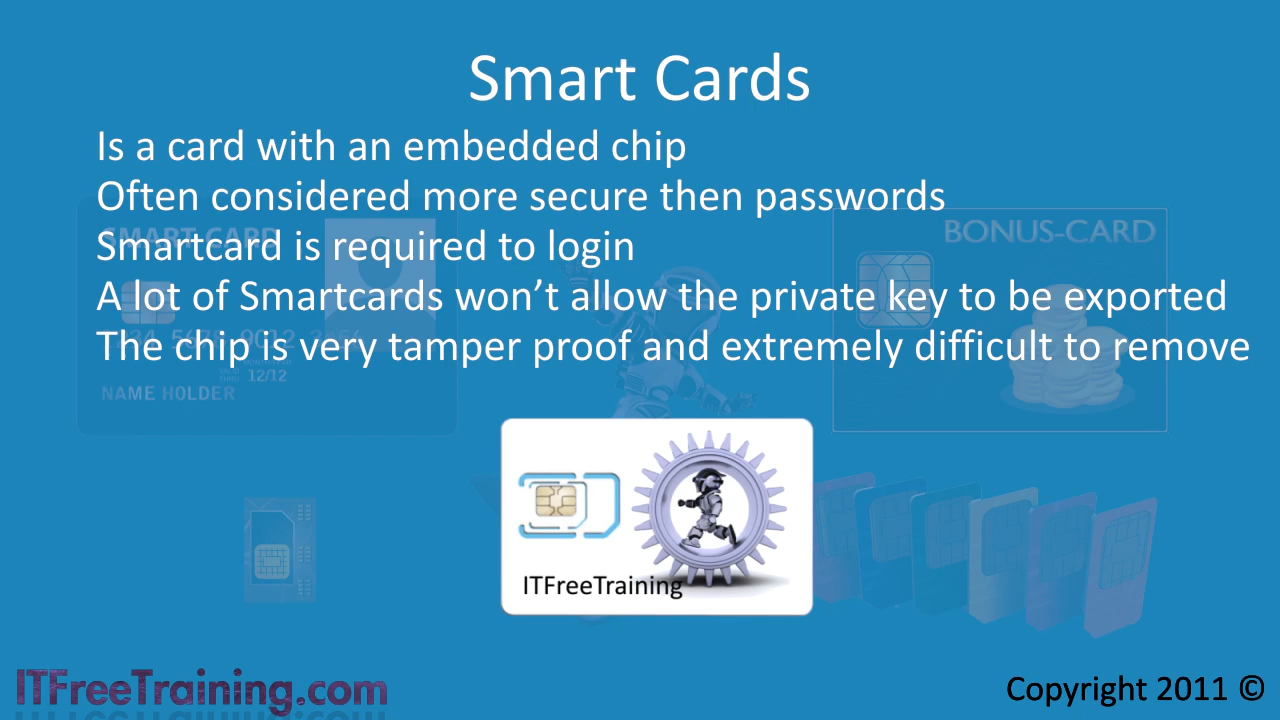 Smart Cards
Is a card with an embedded chip
Often considered more secure then passwords
SMART CARD
BONUS-CARD
Smartcard is required to login
A lot of Smartcards won't allow the private key to be exported
The chip is very tamper proof and extremely difficult to remove
12/12
NAME HOLDER
ITFreeTraining
ITFreeTraining.com
Copyright 2011 ©